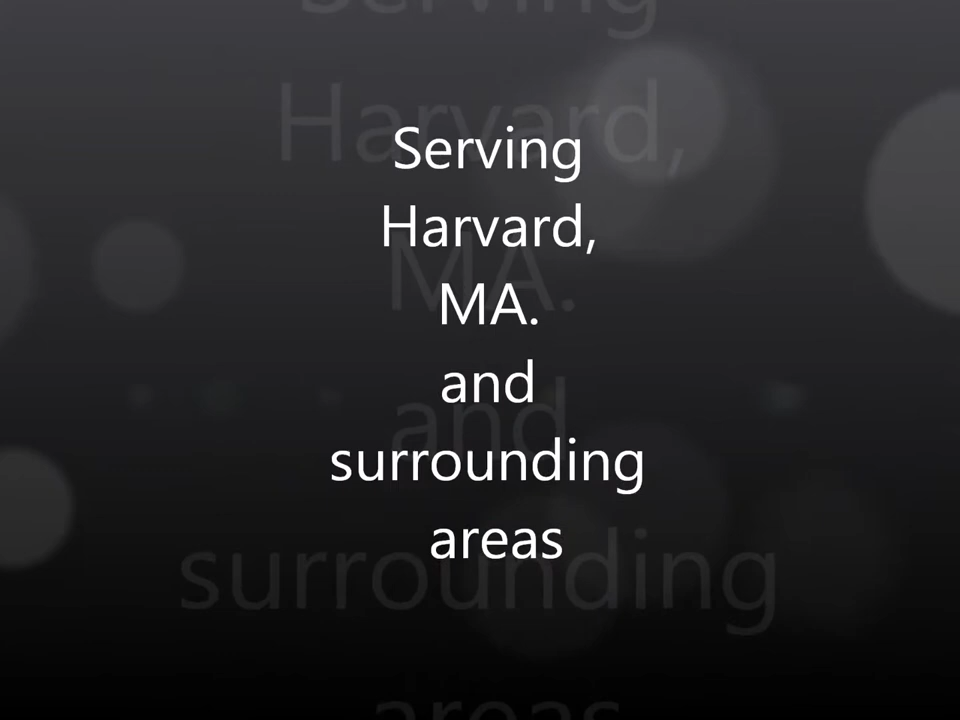 Serving
Harvard,
MA.
and
surrounding
areas